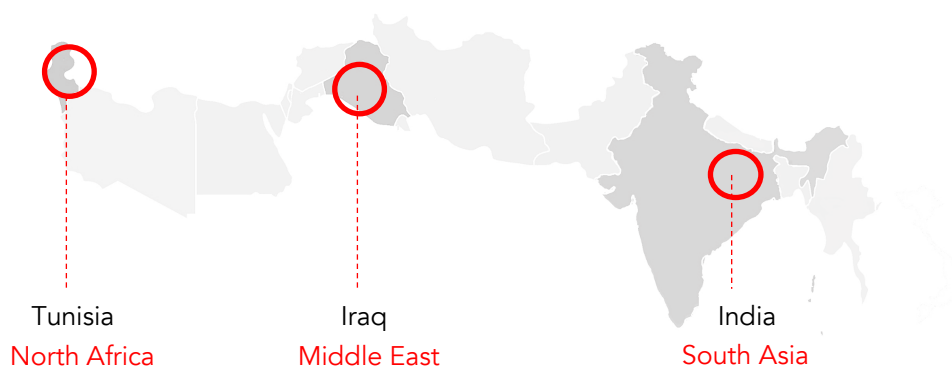 Tunisia
North Africa
Iraq
Middle East
India
South Asia